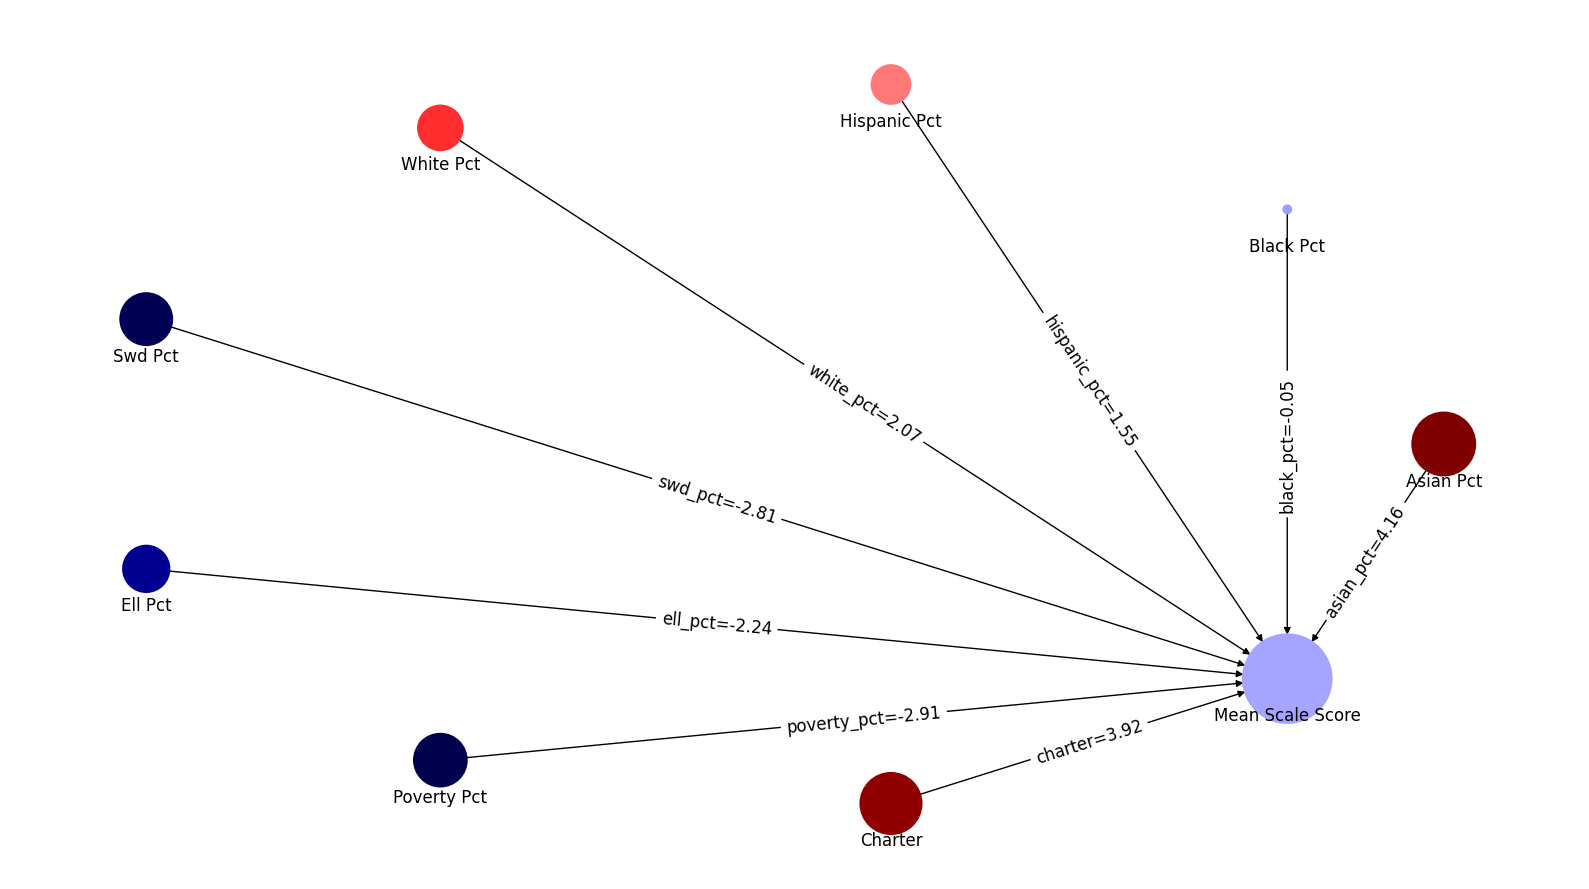 Hispanic Pct
White Pct
Black Pct
Swd Pct
hispanic_pct=1.55
white_pct=2.07
black_pct=-0.05
Asian Pct
swd_pct=-2.81
asian_pct=4.16
Ell Pct
ell_pct=-2.24
Mean Scale Score
poverty_pct=-2.91
charter=3.92
Poverty Pct
Charter